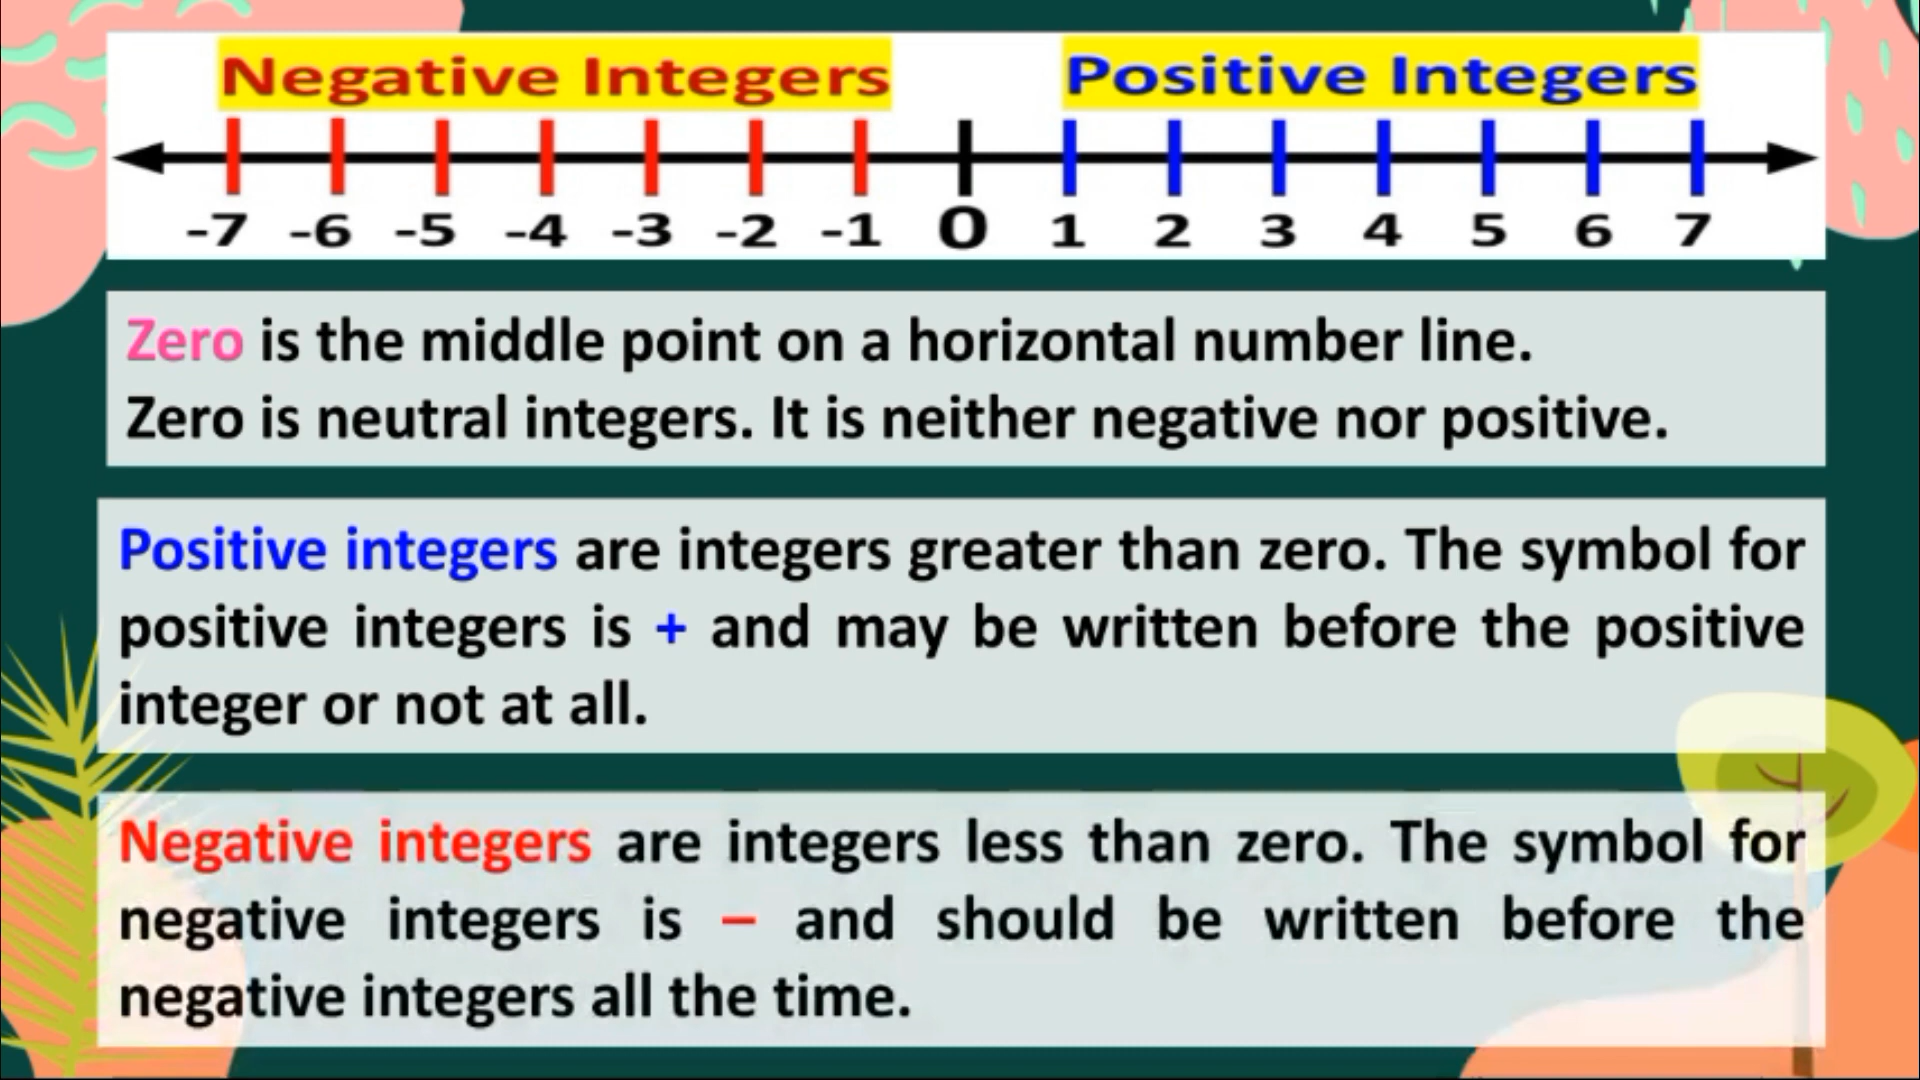 Negative Integers Positive Integers
-7 -6 -5 -4 -3 -2 -1 0 1 2 3 4 5 6 7
Zero is the middle point on a horizontal number line.
Zero is neutral integers. It is neither negative nor positive.
Positive integers are integers greater than zero. The symbol for
positive integers is + and may be written before the positive
integer or not at all.
Negative integers are integers less than zero. The symbol for
negative integers is – and should be written before the
negative integers all the time.